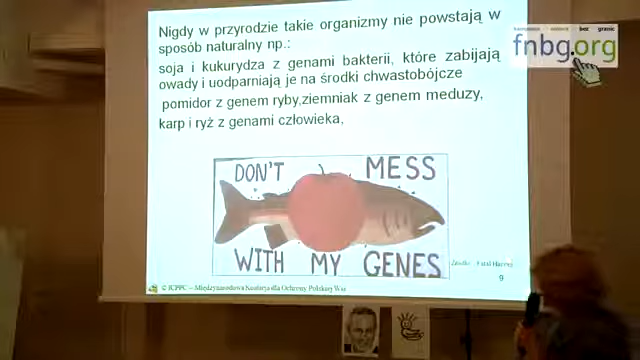 Nigdy w przyrodzie takie organizmy nie powstają w
sposób naturalny np.:
soja i kukurydza z genami bakterii, które zabijają
owady i uodparniają je na środki chwastobójcze
pomidor z genem ryby,ziemniak z genem meduzy,
karp i ryż z genami człowieka,
DON'T MESS
WITH MY GENES
9
© ICPPC – Międzynarodowa Koalicja dla Ochrony Polskiej Wsi
bez granic
fnbg.org